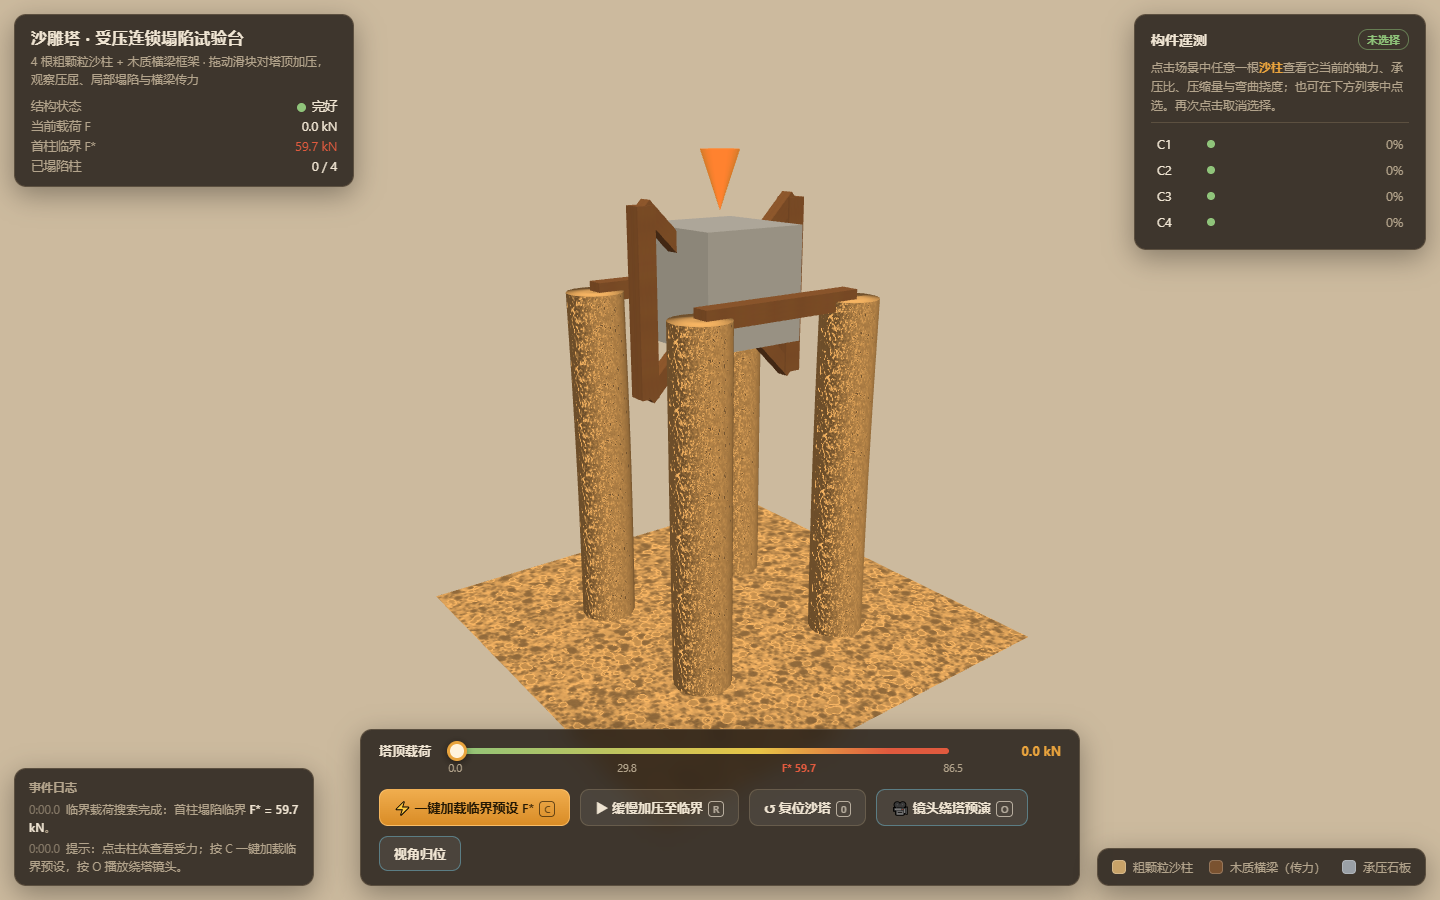 沙雕塔 · 受压连锁塌陷试验台
4 根粗颗粒沙柱 + 木质横梁框架 · 拖动滑块对塔顶加压,
观察压屈、局部塌陷与横梁传力
结构状态 完好
当前载荷 F 0.0 kN
首柱临界 F* 59.7 kN
已塌陷柱 0 / 4
构件遥测 未选择
点击场景中任意一根沙柱查看它当前的轴力、承
压比、压缩量与弯曲挠度；也可在下方列表中点
选。再次点击取消选择。
C1 0%
C2 0%
C3 0%
C4 0%
塔顶载荷 0.0 kN
0.0 29.8 F* 59.7 86.5
一键加载临界预设 F* C
▶ 缓慢加压至临界 R
↺ 复位沙塔 0
镜头绕塔预演 O
视角归位
事件日志
0:00.0 临界载荷搜索完成：首柱塌陷临界 F* = 59.7
kN。
0:00.0 提示：点击柱体查看受力；按 C 一键加载临
界预设，按 O 播放绕塔镜头。
粗颗粒沙柱 木质横梁（传力） 承压石板